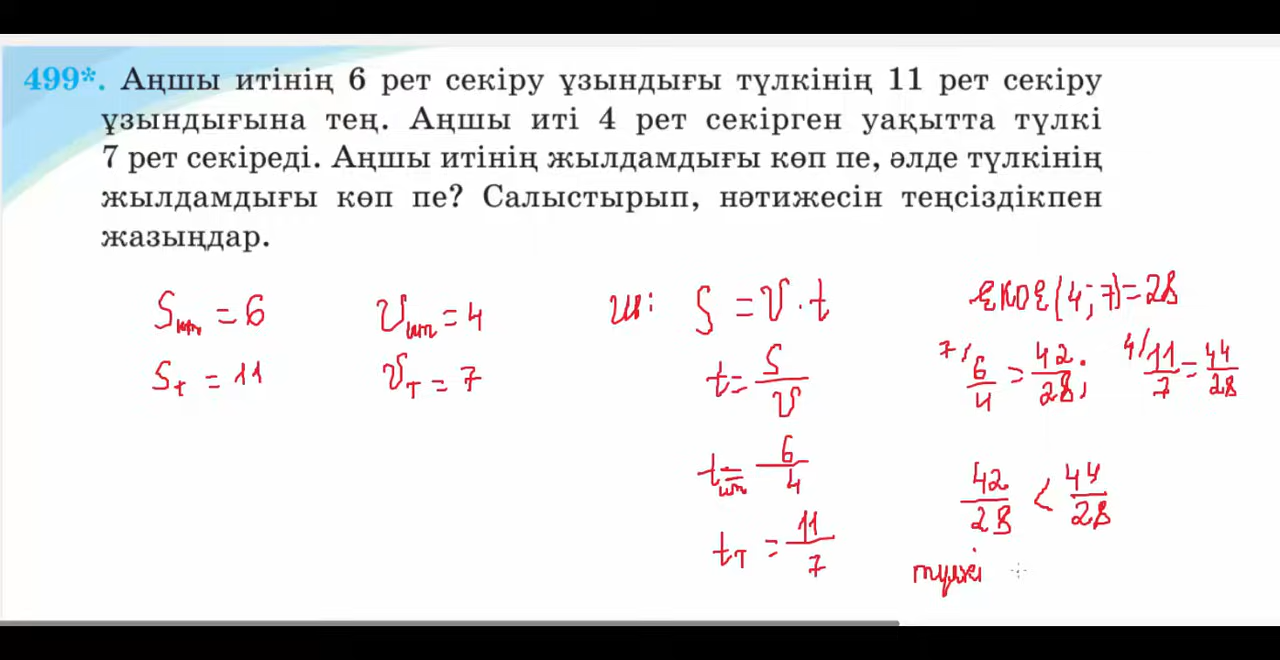 499*. Аңшы итінің 6 рет секіру ұзындығы түлкінің 11 рет секіру
ұзындығына тең. Аңшы иті 4 рет секірген уақытта түлкі
7 рет секіреді. Аңшы итінің жылдамдығы көп пе, әлде түлкінің
жылдамдығы көп пе? Салыстырып, нәтижесін теңсіздікпен
жазыңдар.
Sит = 6
Sт = 11
Vит = 4
Vт = 7
Ш: S = V · t
t = S/V
tит = 6/4
tт = 11/7
ЕКОЕ(4; 7) = 28
7/ 6/4 = 42/28; 4/ 11/7 = 44/28
42/28 < 44/28
түлкі